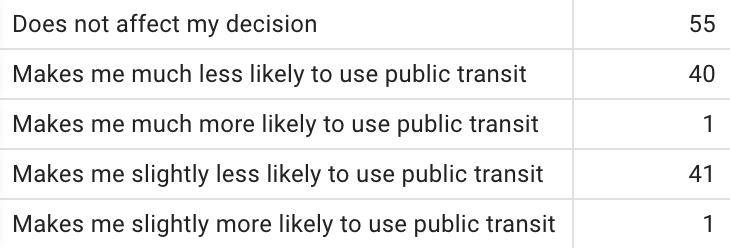 Does not affect my decision 55
Makes me much less likely to use public transit 40
Makes me much more likely to use public transit 1
Makes me slightly less likely to use public transit 41
Makes me slightly more likely to use public transit 1